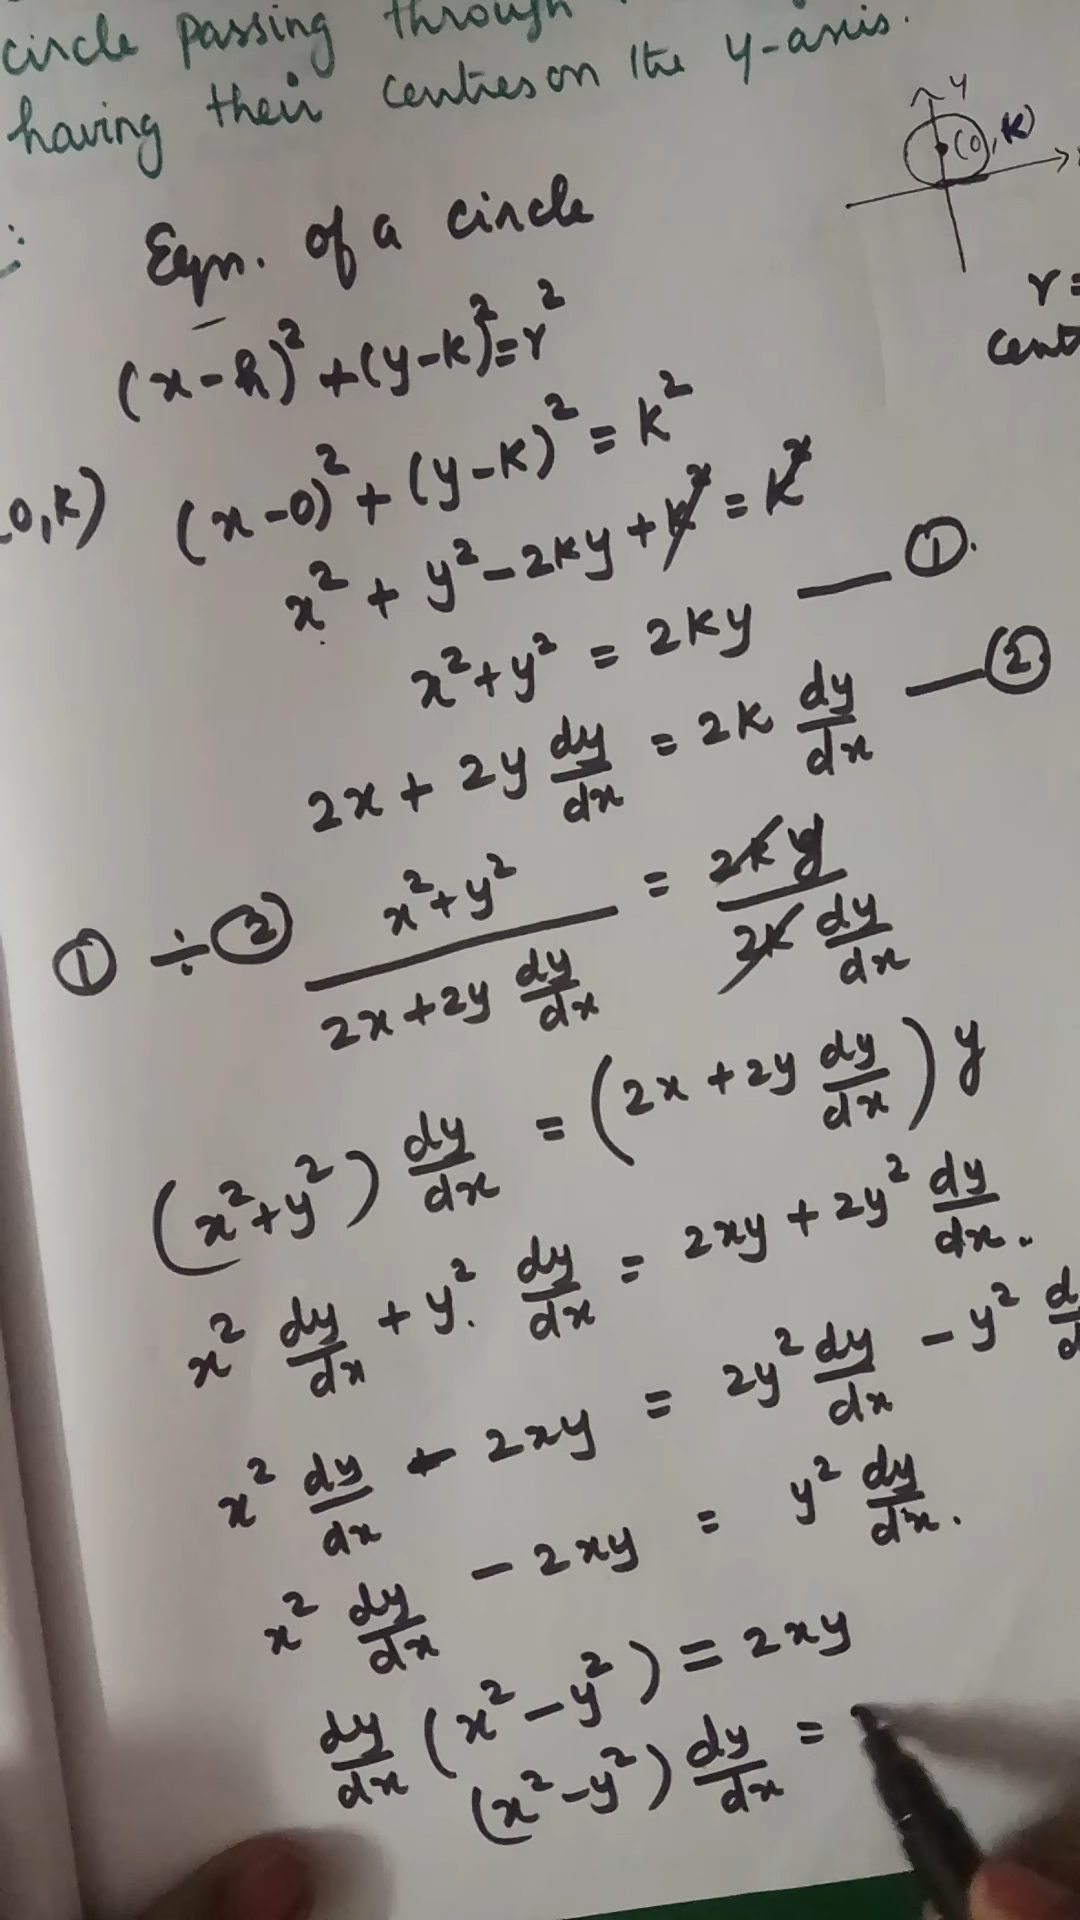 circle passing through
having their centres on the y-axis.
y
(0, k)
Eqn. of a circle
r =
cent
(x-h)² + (y-k)² = r²
0, k) (x-0)² + (y-k)² = k²
x² + y² - 2ky + k² = k²
x² + y² = 2ky — ①.
2x + 2y dy/dx = 2k dy/dx — ②
① ÷ ② (x² + y²)/(2x + 2y dy/dx) = 2ky/(2k dy/dx)
(x² + y²) dy/dx = (2x + 2y dy/dx) y
x² dy/dx + y². dy/dx = 2xy + 2y² dy/dx.
x² dy/dx - 2xy = 2y² dy/dx - y² d/d
x² dy/dx - 2xy = y² dy/dx.
dy/dx (x² - y²) = 2xy
(x² - y²) dy/dx =